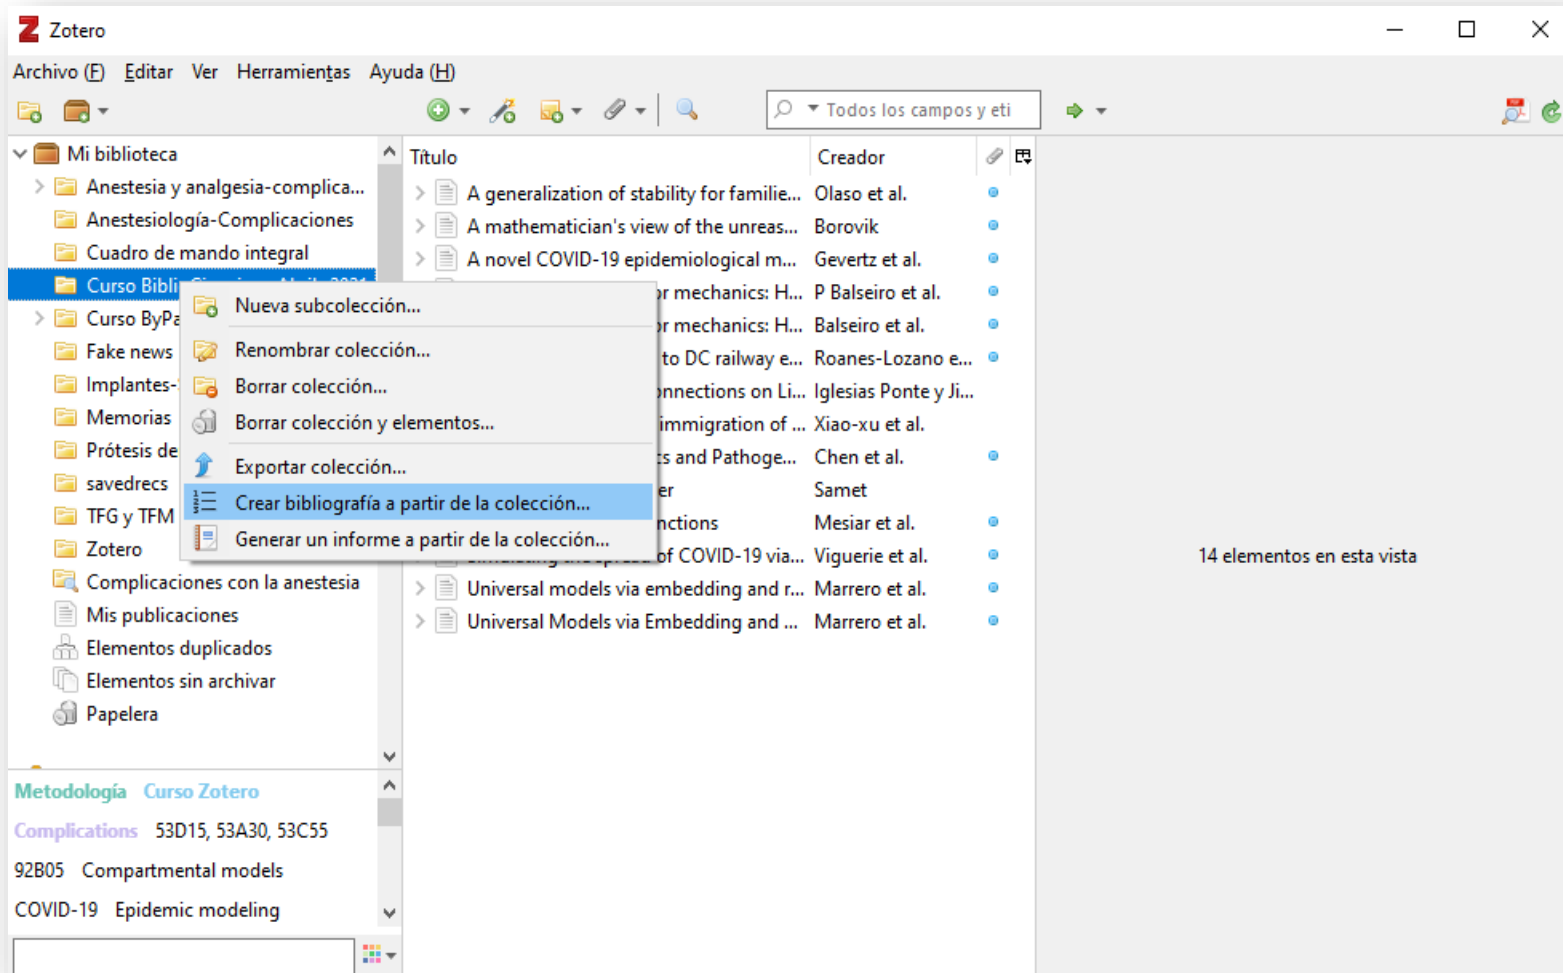 Zotero
Archivo (F) Editar Ver Herramientas Ayuda (H)
Todos los campos y eti
Mi biblioteca
Anestesia y analgesia-complica...
Anestesiología-Complicaciones
Cuadro de mando integral
Curso Bibli
Curso ByPa
Fake news
Implantes-
Memorias
Prótesis de
savedrecs
TFG y TFM
Zotero
Complicaciones con la anestesia
Mis publicaciones
Elementos duplicados
Elementos sin archivar
Papelera
Metodología Curso Zotero
Complications 53D15, 53A30, 53C55
92B05 Compartmental models
COVID-19 Epidemic modeling
Nueva subcolección...
Renombrar colección...
Borrar colección...
Borrar colección y elementos...
Exportar colección...
Crear bibliografía a partir de la colección...
Generar un informe a partir de la colección...
Título Creador
A generalization of stability for familie... Olaso et al.
A mathematician's view of the unreas... Borovik
A novel COVID-19 epidemiological m... Gevertz et al.
or mechanics: H... P Balseiro et al.
or mechanics: H... Balseiro et al.
to DC railway e... Roanes-Lozano e...
onnections on Li... Iglesias Ponte y Ji...
immigration of ... Xiao-xu et al.
cs and Pathoge... Chen et al.
er Samet
nctions Mesiar et al.
of COVID-19 via... Viguerie et al.
Universal models via embedding and r... Marrero et al.
Universal Models via Embedding and ... Marrero et al.
14 elementos en esta vista